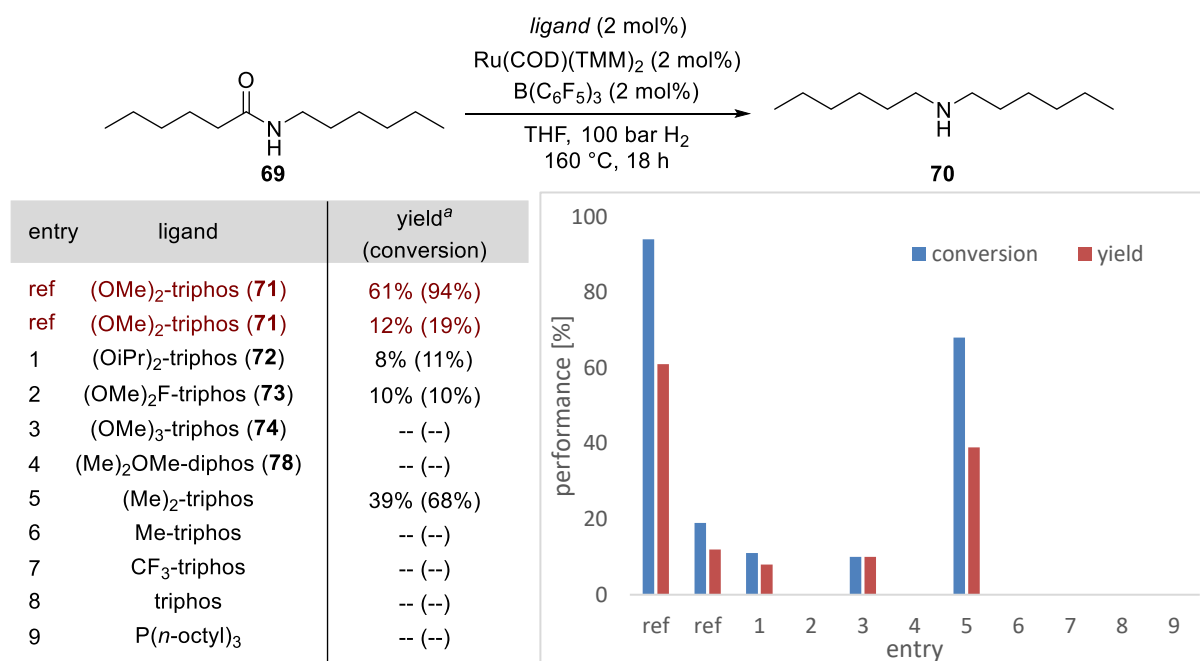 ligand (2 mol%)
Ru(COD)(TMM)2 (2 mol%)
B(C6F5)3 (2 mol%)
THF, 100 bar H2
160 °C, 18 h
O
N
H
69
N
H
70
entry ligand yielda (conversion)
ref (OMe)2-triphos (71) 61% (94%)
ref (OMe)2-triphos (71) 12% (19%)
1 (OiPr)2-triphos (72) 8% (11%)
2 (OMe)2F-triphos (73) 10% (10%)
3 (OMe)3-triphos (74) -- (--)
4 (Me)2OMe-diphos (78) -- (--)
5 (Me)2-triphos 39% (68%)
6 Me-triphos -- (--)
7 CF3-triphos -- (--)
8 triphos -- (--)
9 P(n-octyl)3 -- (--)
conversion yield
performance [%]
100
80
60
40
20
0
ref ref 1 2 3 4 5 6 7 8 9
entry